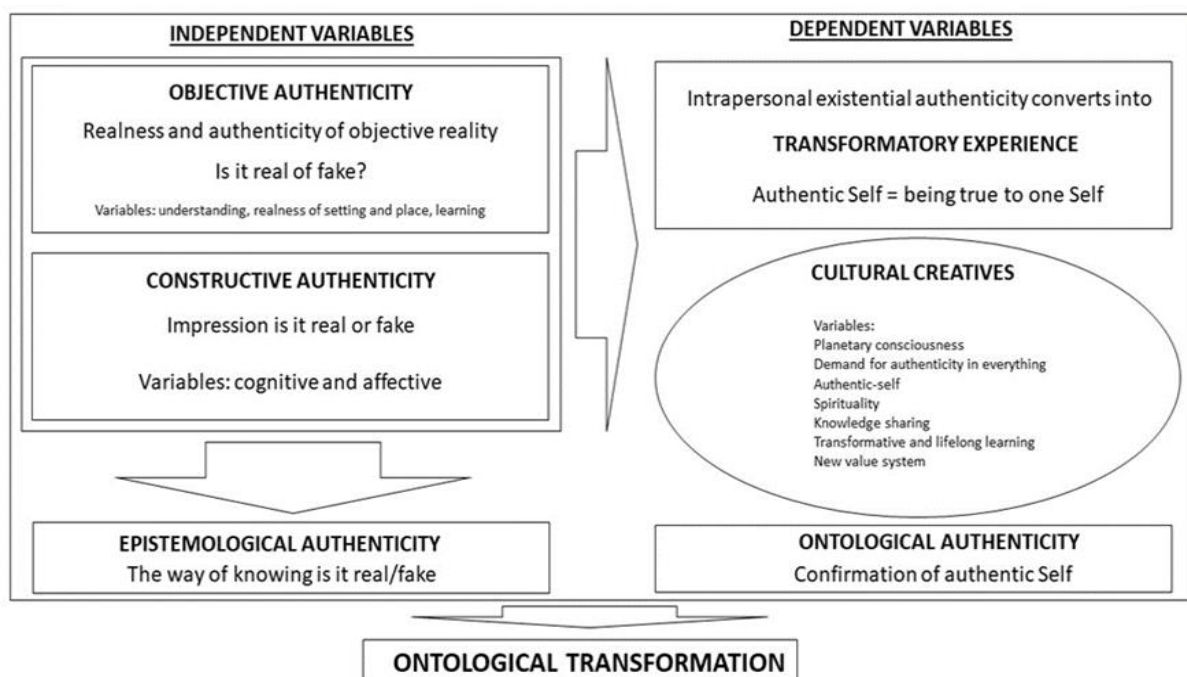 INDEPENDENT VARIABLES
OBJECTIVE AUTHENTICITY
Realness and authenticity of objective reality
Is it real of fake?
Variables: understanding, realness of setting and place, learning
CONSTRUCTIVE AUTHENTICITY
Impression is it real or fake
Variables: cognitive and affective
EPISTEMOLOGICAL AUTHENTICITY
The way of knowing is it real/fake
DEPENDENT VARIABLES
Intrapersonal existential authenticity converts into
TRANSFORMATORY EXPERIENCE
Authentic Self = being true to one Self
CULTURAL CREATIVES
Variables:
Planetary consciousness
Demand for authenticity in everything
Authentic-self
Spirituality
Knowledge sharing
Transformative and lifelong learning
New value system
ONTOLOGICAL AUTHENTICITY
Confirmation of authentic Self
ONTOLOGICAL TRANSFORMATION